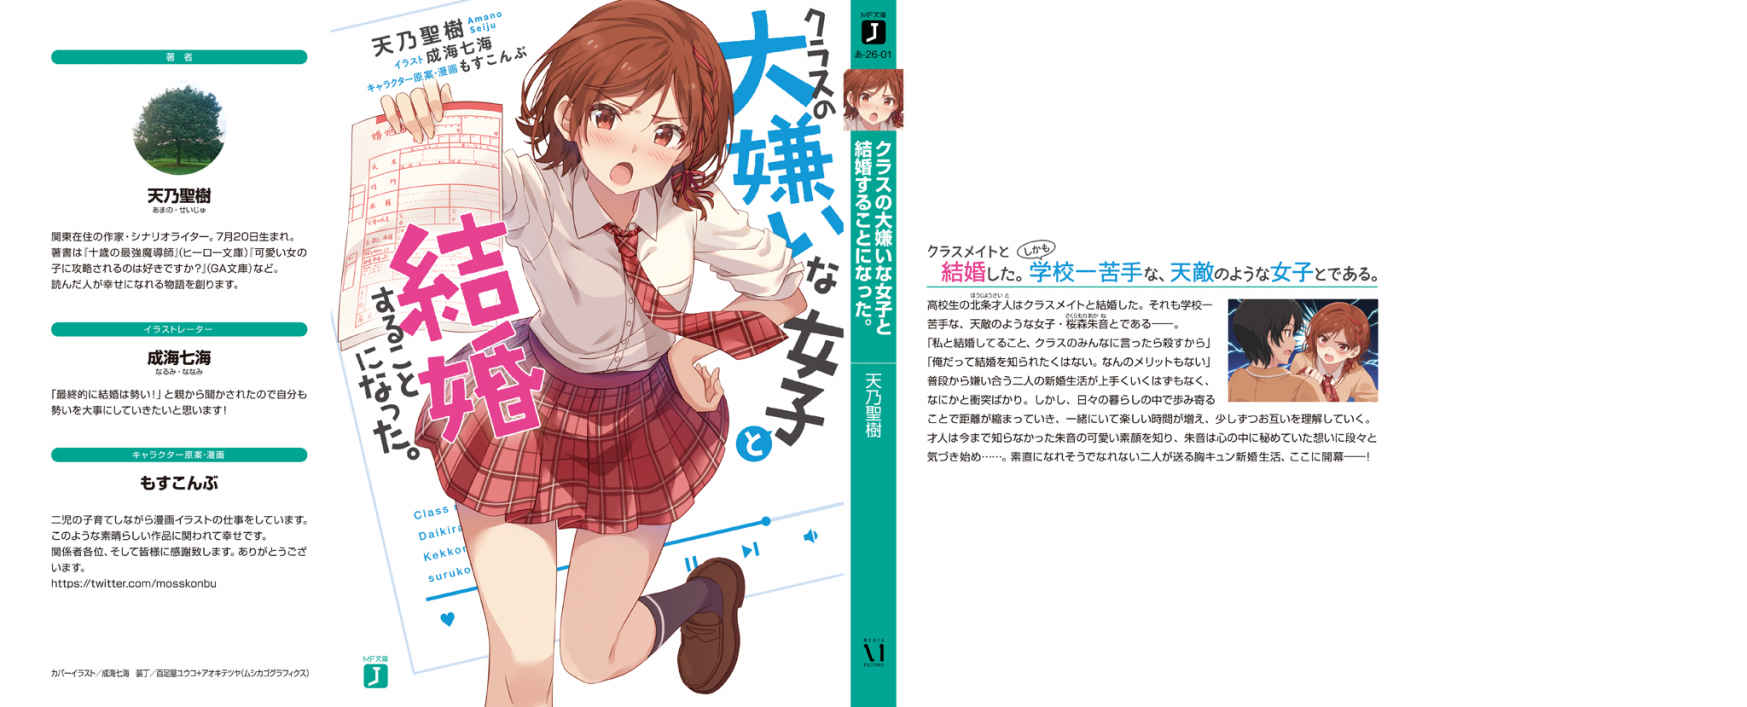 著 者
天乃聖樹
あまの・せいじゅ
関東在住の作家・シナリオライター。7月20日生まれ。
著書は『十歳の最強魔導師』(ヒーロー文庫)『可愛い女の
子に攻略されるのは好きですか?』(GA文庫)など。
読んだ人が幸せになれる物語を創ります。
イラストレーター
成海七海
なるみ・ななみ
「最終的に結婚は勢い!」と親から聞かされたので自分も
勢いを大事にしていきたいと思います!
キャラクター原案・漫画
もすこんぶ
二児の子育てしながら漫画イラストの仕事をしています。
このような素晴らしい作品に関われて幸せです。
関係者各位、そして皆様に感謝致します。ありがとうござ
います。
https://twitter.com/mosskonbu
カバーイラスト/成海七海 装丁/百足屋ユウコ+アオキテツヤ(ムシカゴグラフィクス)
天乃聖樹 Amano Seiju
イラスト 成海七海
キャラクター原案・漫画 もすこんぶ
クラスの
大嫌いな女子と
結婚
することになった。
Class
Daikira
Kekkon
suruko
MF文庫
J
MF文庫
J
あ-26-01
クラスの大嫌いな女子と
結婚することになった。
天乃聖樹
MEDIA
FACTORY
クラスメイトと しかも
結婚した。学校一苦手な、天敵のような女子とである。
高校生の北条才人はクラスメイトと結婚した。それも学校一
苦手な、天敵のような女子・桜森朱音とである──。
「私と結婚してること、クラスのみんなに言ったら殺すから」
「俺だって結婚を知られたくはない。なんのメリットもない」
普段から嫌い合う二人の新婚生活が上手くいくはずもなく、
なにかと衝突ばかり。しかし、日々の暮らしの中で歩み寄る
ことで距離が縮まっていき、一緒にいて楽しい時間が増え、少しずつお互いを理解していく。
才人は今まで知らなかった朱音の可愛い素顔を知り、朱音は心の中に秘めていた想いに段々と
気づき始め……。素直になれそうでなれない二人が送る胸キュン新婚生活、ここに開幕──!